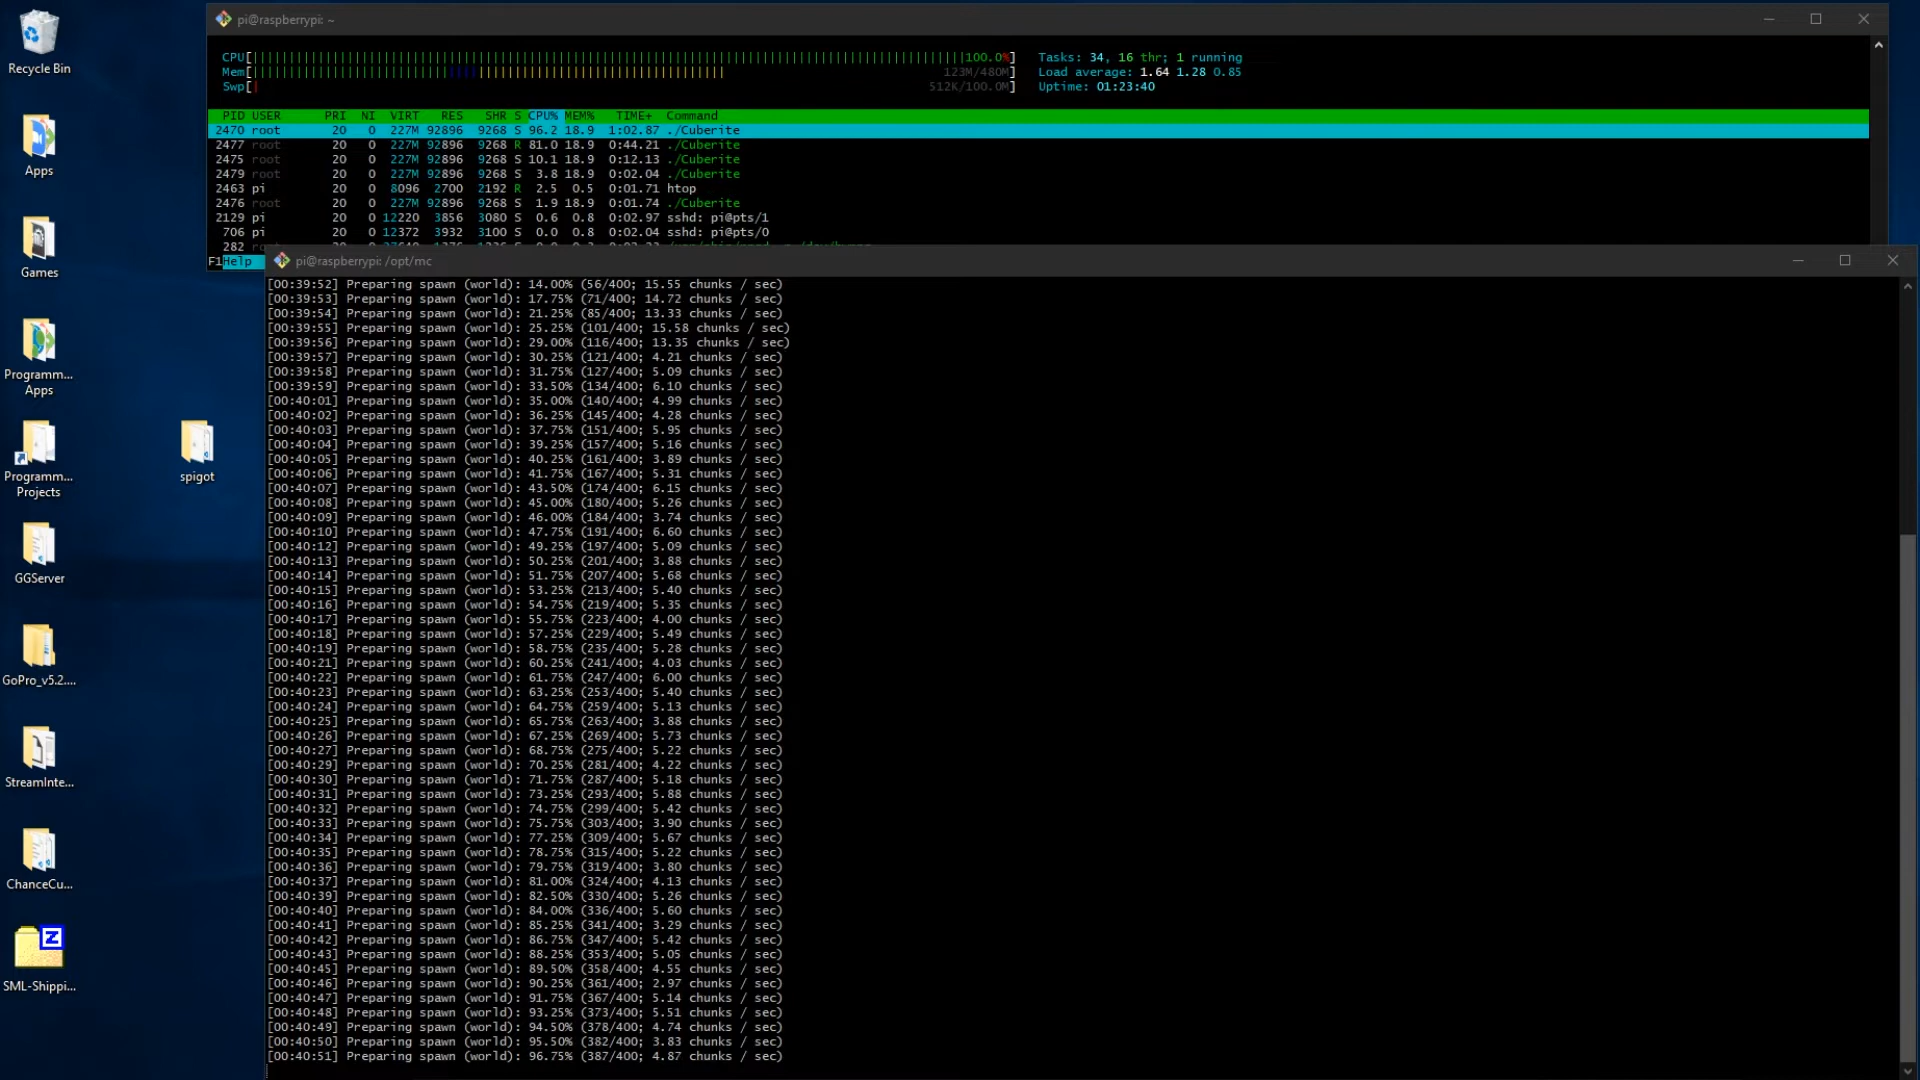 Recycle Bin
Apps
Games
Programm...
Apps
Programm...
Projects
GGServer
GoPro_v5.2....
StreamInte...
ChanceCu...
SML-Shippi...
spigot
pi@raspberrypi: ~
CPU[ 100.0%] Tasks: 34, 16 thr; 1 running
Mem[ 123M/480M] Load average: 1.64 1.28 0.85
Swp[ 512K/100.0M] Uptime: 01:23:40
PID USER PRI NI VIRT RES SHR S CPU% MEM% TIME+ Command
2470 root 20 0 227M 92896 9268 S 96.2 18.9 1:02.87 ./Cuberite
2477 root 20 0 227M 92896 9268 R 81.0 18.9 0:44.21 ./Cuberite
2475 root 20 0 227M 92896 9268 S 10.1 18.9 0:12.13 ./Cuberite
2479 root 20 0 227M 92896 9268 S 3.8 18.9 0:02.04 ./Cuberite
2463 pi 20 0 8096 2700 2192 R 2.5 0.5 0:01.71 htop
2476 root 20 0 227M 92896 9268 S 1.9 18.9 0:01.74 ./Cuberite
2129 pi 20 0 12220 3856 3080 S 0.6 0.8 0:02.97 sshd: pi@pts/1
706 pi 20 0 12372 3932 3100 S 0.0 0.8 0:02.04 sshd: pi@pts/0
282
F1Help
pi@raspberrypi: /opt/mc
[00:39:52] Preparing spawn (world): 14.00% (56/400; 15.55 chunks / sec)
[00:39:53] Preparing spawn (world): 17.75% (71/400; 14.72 chunks / sec)
[00:39:54] Preparing spawn (world): 21.25% (85/400; 13.33 chunks / sec)
[00:39:55] Preparing spawn (world): 25.25% (101/400; 15.58 chunks / sec)
[00:39:56] Preparing spawn (world): 29.00% (116/400; 13.35 chunks / sec)
[00:39:57] Preparing spawn (world): 30.25% (121/400; 4.21 chunks / sec)
[00:39:58] Preparing spawn (world): 31.75% (127/400; 5.09 chunks / sec)
[00:39:59] Preparing spawn (world): 33.50% (134/400; 6.10 chunks / sec)
[00:40:01] Preparing spawn (world): 35.00% (140/400; 4.99 chunks / sec)
[00:40:02] Preparing spawn (world): 36.25% (145/400; 4.28 chunks / sec)
[00:40:03] Preparing spawn (world): 37.75% (151/400; 5.95 chunks / sec)
[00:40:04] Preparing spawn (world): 39.25% (157/400; 5.16 chunks / sec)
[00:40:05] Preparing spawn (world): 40.25% (161/400; 3.89 chunks / sec)
[00:40:06] Preparing spawn (world): 41.75% (167/400; 5.31 chunks / sec)
[00:40:07] Preparing spawn (world): 43.50% (174/400; 6.15 chunks / sec)
[00:40:08] Preparing spawn (world): 45.00% (180/400; 5.26 chunks / sec)
[00:40:09] Preparing spawn (world): 46.00% (184/400; 3.74 chunks / sec)
[00:40:10] Preparing spawn (world): 47.75% (191/400; 6.60 chunks / sec)
[00:40:12] Preparing spawn (world): 49.25% (197/400; 5.09 chunks / sec)
[00:40:13] Preparing spawn (world): 50.25% (201/400; 3.88 chunks / sec)
[00:40:14] Preparing spawn (world): 51.75% (207/400; 5.68 chunks / sec)
[00:40:15] Preparing spawn (world): 53.25% (213/400; 5.40 chunks / sec)
[00:40:16] Preparing spawn (world): 54.75% (219/400; 5.35 chunks / sec)
[00:40:17] Preparing spawn (world): 55.75% (223/400; 4.00 chunks / sec)
[00:40:18] Preparing spawn (world): 57.25% (229/400; 5.49 chunks / sec)
[00:40:19] Preparing spawn (world): 58.75% (235/400; 5.28 chunks / sec)
[00:40:21] Preparing spawn (world): 60.25% (241/400; 4.03 chunks / sec)
[00:40:22] Preparing spawn (world): 61.75% (247/400; 6.00 chunks / sec)
[00:40:23] Preparing spawn (world): 63.25% (253/400; 5.40 chunks / sec)
[00:40:24] Preparing spawn (world): 64.75% (259/400; 5.13 chunks / sec)
[00:40:25] Preparing spawn (world): 65.75% (263/400; 3.88 chunks / sec)
[00:40:26] Preparing spawn (world): 67.25% (269/400; 5.73 chunks / sec)
[00:40:27] Preparing spawn (world): 68.75% (275/400; 5.22 chunks / sec)
[00:40:29] Preparing spawn (world): 70.25% (281/400; 4.22 chunks / sec)
[00:40:30] Preparing spawn (world): 71.75% (287/400; 5.18 chunks / sec)
[00:40:31] Preparing spawn (world): 73.25% (293/400; 5.88 chunks / sec)
[00:40:32] Preparing spawn (world): 74.75% (299/400; 5.42 chunks / sec)
[00:40:33] Preparing spawn (world): 75.75% (303/400; 3.90 chunks / sec)
[00:40:34] Preparing spawn (world): 77.25% (309/400; 5.67 chunks / sec)
[00:40:35] Preparing spawn (world): 78.75% (315/400; 5.22 chunks / sec)
[00:40:36] Preparing spawn (world): 79.75% (319/400; 3.80 chunks / sec)
[00:40:37] Preparing spawn (world): 81.00% (324/400; 4.13 chunks / sec)
[00:40:39] Preparing spawn (world): 82.50% (330/400; 5.26 chunks / sec)
[00:40:40] Preparing spawn (world): 84.00% (336/400; 5.60 chunks / sec)
[00:40:41] Preparing spawn (world): 85.25% (341/400; 3.29 chunks / sec)
[00:40:42] Preparing spawn (world): 86.75% (347/400; 5.42 chunks / sec)
[00:40:43] Preparing spawn (world): 88.25% (353/400; 5.05 chunks / sec)
[00:40:45] Preparing spawn (world): 89.50% (358/400; 4.55 chunks / sec)
[00:40:46] Preparing spawn (world): 90.25% (361/400; 2.97 chunks / sec)
[00:40:47] Preparing spawn (world): 91.75% (367/400; 5.14 chunks / sec)
[00:40:48] Preparing spawn (world): 93.25% (373/400; 5.51 chunks / sec)
[00:40:49] Preparing spawn (world): 94.50% (378/400; 4.74 chunks / sec)
[00:40:50] Preparing spawn (world): 95.50% (382/400; 3.83 chunks / sec)
[00:40:51] Preparing spawn (world): 96.75% (387/400; 4.87 chunks / sec)